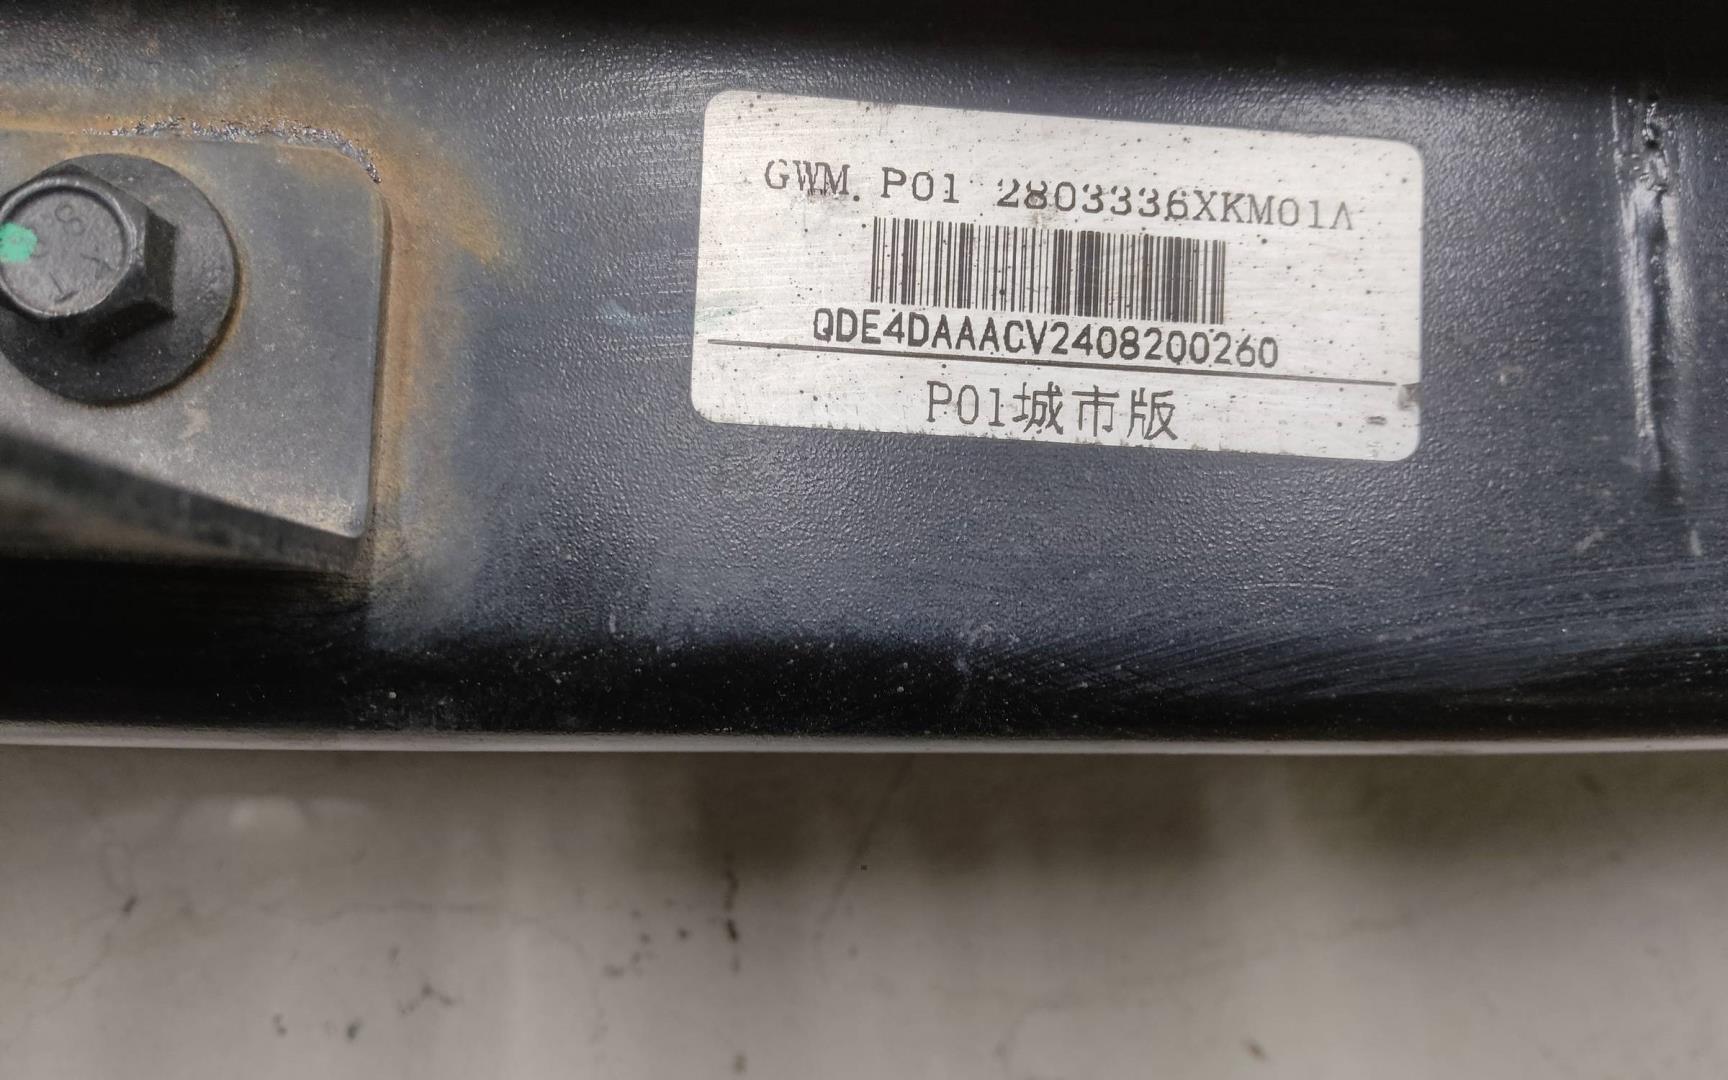 GWM. P01 2803336XKM01A
QDE4DAAACV2408200260
P01城市版